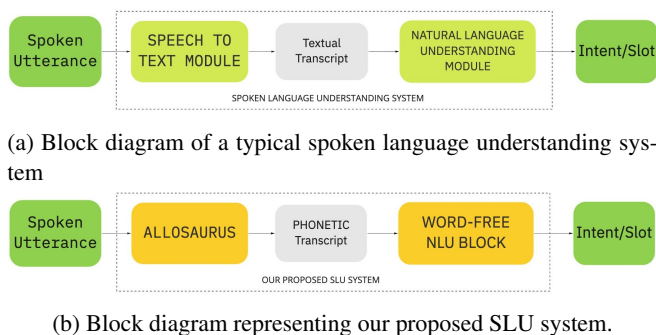 Spoken
Utterance
SPEECH TO
TEXT MODULE
Textual
Transcript
NATURAL LANGUAGE
UNDERSTANDING
MODULE
Intent/Slot
SPOKEN LANGUAGE UNDERSTANDING SYSTEM
(a) Block diagram of a typical spoken language understanding sys-
tem
Spoken
Utterance
ALLOSAURUS
PHONETIC
Transcript
WORD-FREE
NLU BLOCK
Intent/Slot
OUR PROPOSED SLU SYSTEM
(b) Block diagram representing our proposed SLU system.